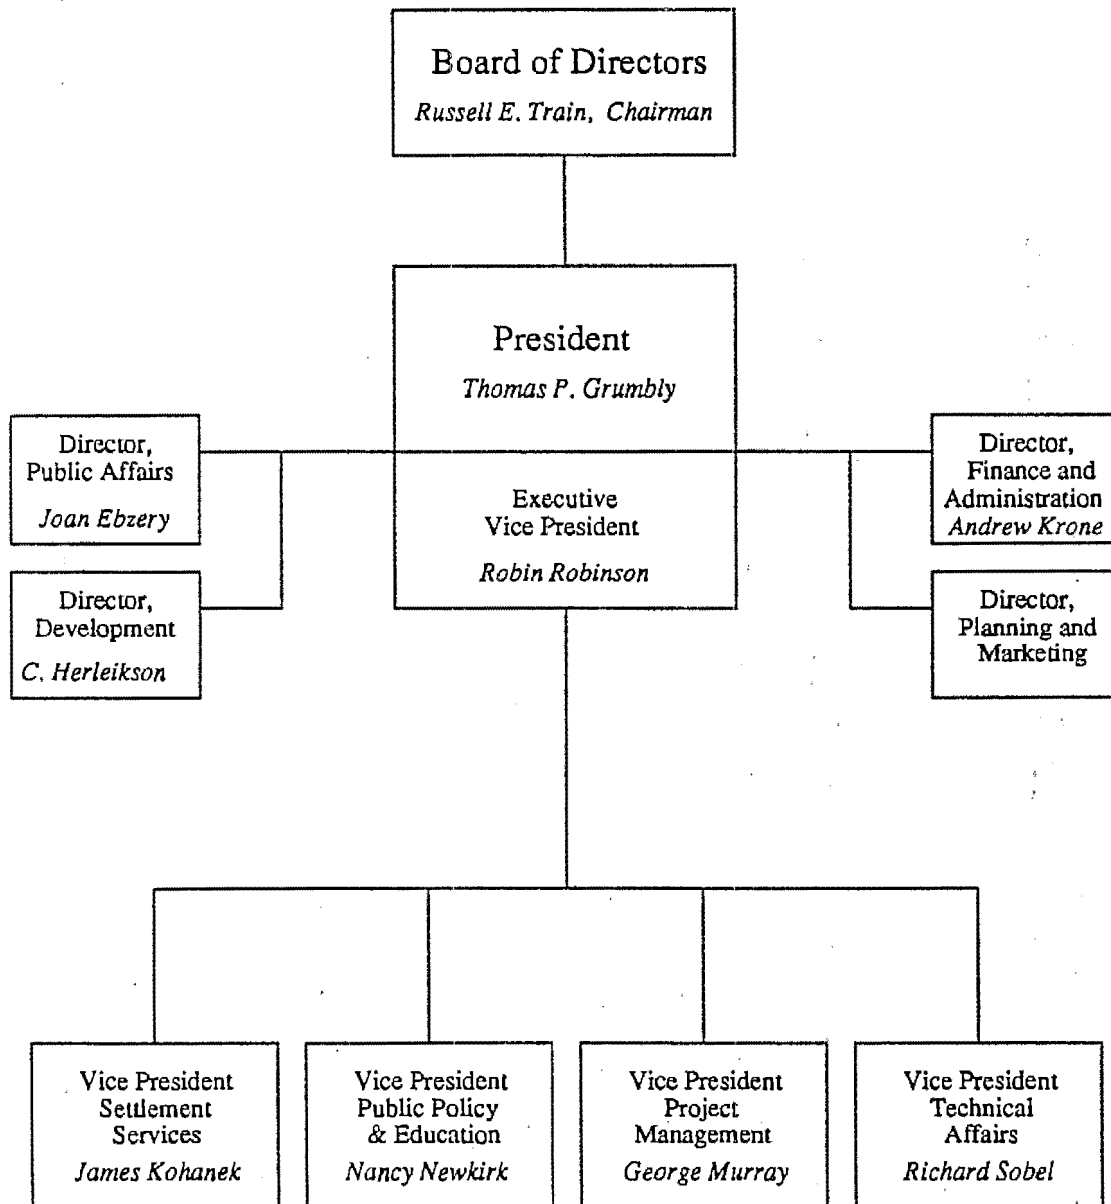 Board of Directors
Russell E. Train, Chairman
President
Thomas P. Grumbly
Executive
Vice President
Robin Robinson
Director,
Public Affairs
Joan Ebzery
Director,
Development
C. Herleikson
Director,
Finance and
Administration
Andrew Krone
Director,
Planning and
Marketing
Vice President
Settlement
Services
James Kohanek
Vice President
Public Policy
& Education
Nancy Newkirk
Vice President
Project
Management
George Murray
Vice President
Technical
Affairs
Richard Sobel